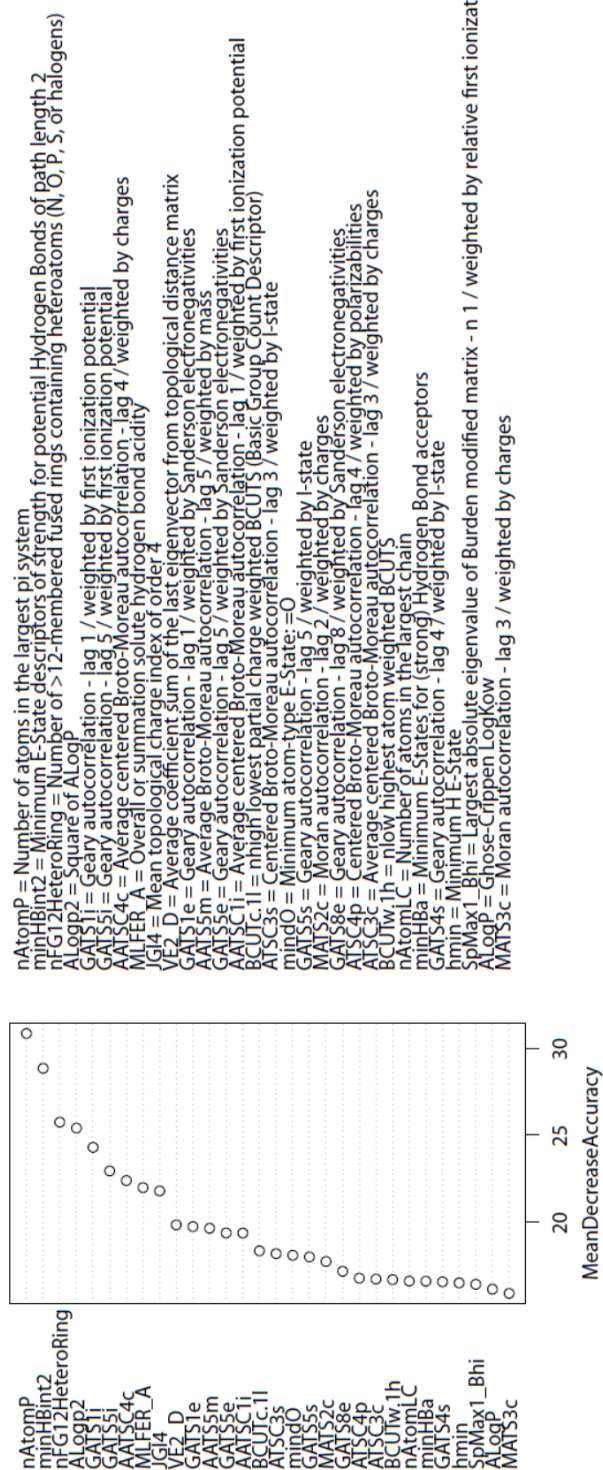 nAtomP
minHBint2
nFG12HeteroRing
ALogp2
GATS1i
GATS5i
AATSC4c
MLFER_A
JGI4
VE2_D
GATS1e
AATS5m
GATS5e
AATSC1i
BCUTc.1l
ATSC3s
mindO
GATS5s
MATS2c
GATS8e
ATSC4p
ATSC3c
BCUTw.1h
nAtomLC
minHBa
GATS4s
hmin
SpMax1_Bhi
ALogP
MATS3c
20 25 30
MeanDecreaseAccuracy
nAtomP = Number of atoms in the largest pi system
minHBint2 = Minimum E-State descriptors of strength for potential Hydrogen Bonds of path length 2
nFG12HeteroRing = Number of >12-membered fused rings containing heteroatoms (N, O, P, S, or halogens)
ALogp2 = Square of ALogP
GATS1i = Geary autocorrelation - lag 1 / weighted by first ionization potential
GATS5i = Geary autocorrelation - lag 5 / weighted by first ionization potential
AATSC4c = Average centered Broto-Moreau autocorrelation - lag 4 / weighted by charges
MLFER_A = Overall or summation solute hydrogen bond acidity
JGI4 = Mean topological charge index of order 4
VE2_D = Average coefficient sum of the last eigenvector from topological distance matrix
GATS1e = Geary autocorrelation - lag 1 / weighted by Sanderson electronegativities
AATS5m = Average Broto-Moreau autocorrelation - lag 5 / weighted by mass
GATS5e = Geary autocorrelation - lag 5 / weighted by Sanderson electronegativities
AATSC1i = Average centered Broto-Moreau autocorrelation - lag 1 / weighted by first ionization potential
BCUTc.1l = nhigh lowest partial charge weighted BCUTS (Basic Group Count Descriptor)
ATSC3s = Centered Broto-Moreau autocorrelation - lag 3 / weighted by I-state
mindO = Minimum atom-type E-State: =O
GATS5s = Geary autocorrelation - lag 5 / weighted by I-state
MATS2c = Moran autocorrelation - lag 2 / weighted by charges
GATS8e = Geary autocorrelation - lag 8 / weighted by Sanderson electronegativities
ATSC4p = Centered Broto-Moreau autocorrelation - lag 4 / weighted by polarizabilities
ATSC3c = Average centered Broto-Moreau autocorrelation - lag 3 / weighted by charges
BCUTw.1h = nlow highest atom weighted BCUTS
nAtomLC = Number of atoms in the largest chain
minHBa = Minimum E-States for (strong) Hydrogen Bond acceptors
GATS4s = Geary autocorrelation - lag 4 / weighted by I-state
hmin = Minimum H E-State
SpMax1_Bhi = Largest absolute eigenvalue of Burden modified matrix - n 1 / weighted by relative first ionizat
ALogP = Ghose-Crippen LogKow
MATS3c = Moran autocorrelation - lag 3 / weighted by charges